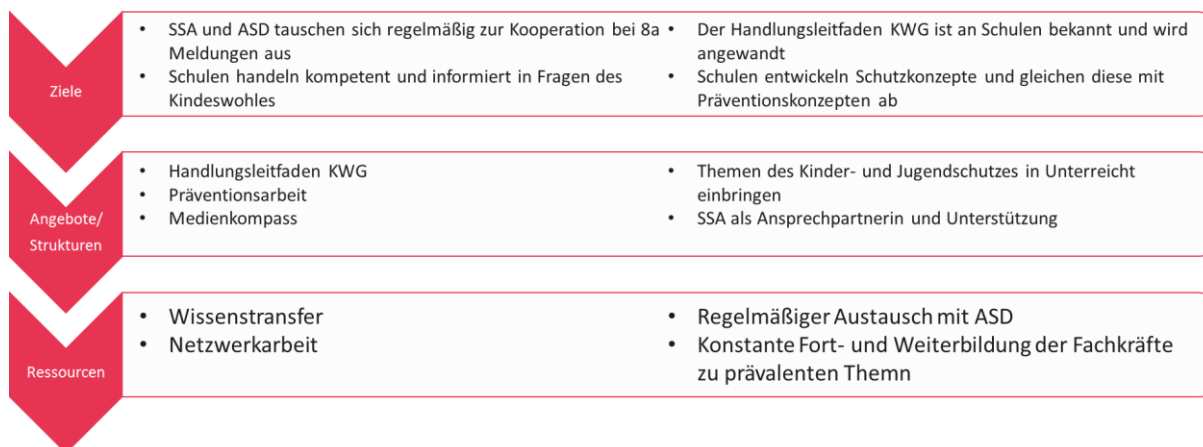 Ziele
• SSA und ASD tauschen sich regelmäßig zur Kooperation bei 8a
Meldungen aus
• Schulen handeln kompetent und informiert in Fragen des
Kindeswohles
• Der Handlungsleitfaden KWG ist an Schulen bekannt und wird
angewandt
• Schulen entwickeln Schutzkonzepte und gleichen diese mit
Präventionskonzepten ab
Angebote/
Strukturen
• Handlungsleitfaden KWG
• Präventionsarbeit
• Medienkompass
• Themen des Kinder- und Jugendschutzes in Unterreicht
einbringen
• SSA als Ansprechpartnerin und Unterstützung
Ressourcen
• Wissenstransfer
• Netzwerkarbeit
• Regelmäßiger Austausch mit ASD
• Konstante Fort- und Weiterbildung der Fachkräfte
zu prävalenten Themn